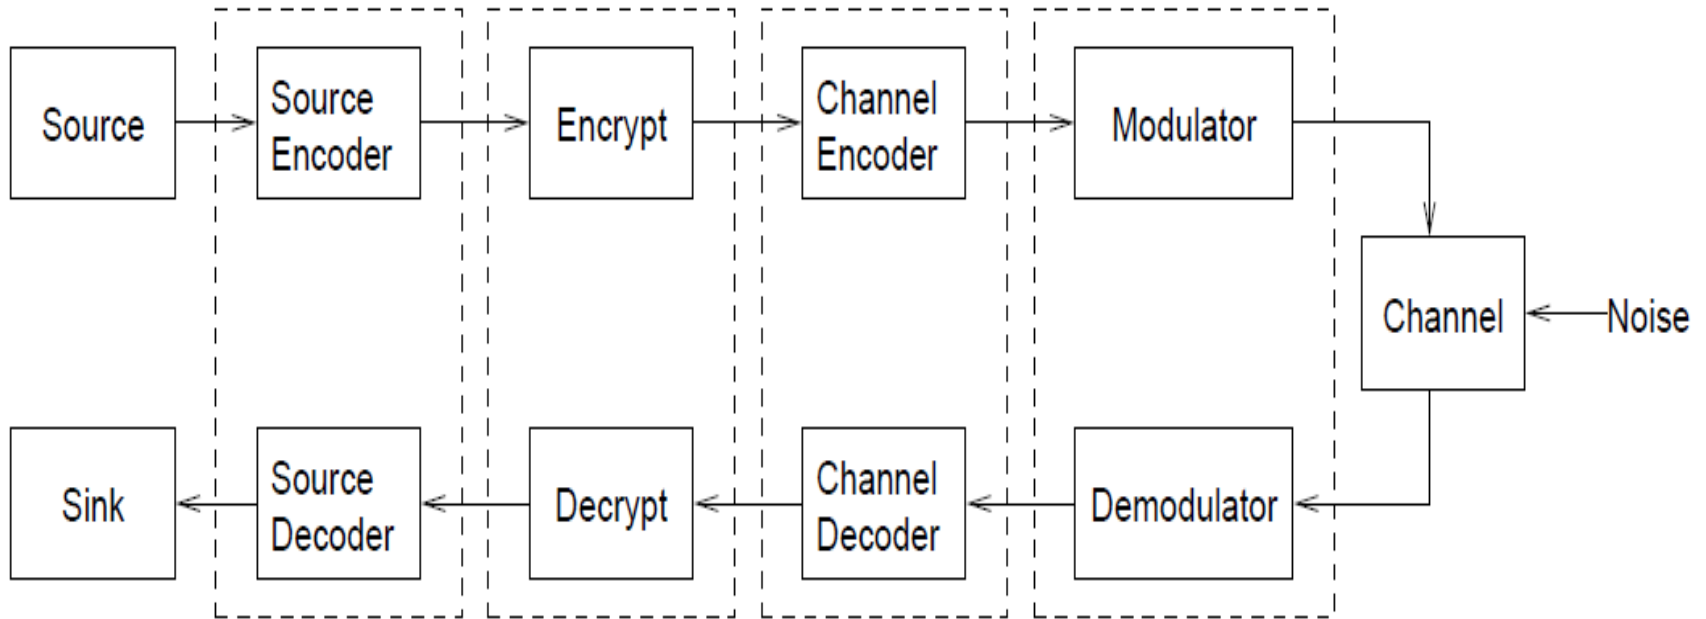 Source
Source
Encoder
Encrypt
Channel
Encoder
Modulator
Channel
Noise
Sink
Source
Decoder
Decrypt
Channel
Decoder
Demodulator